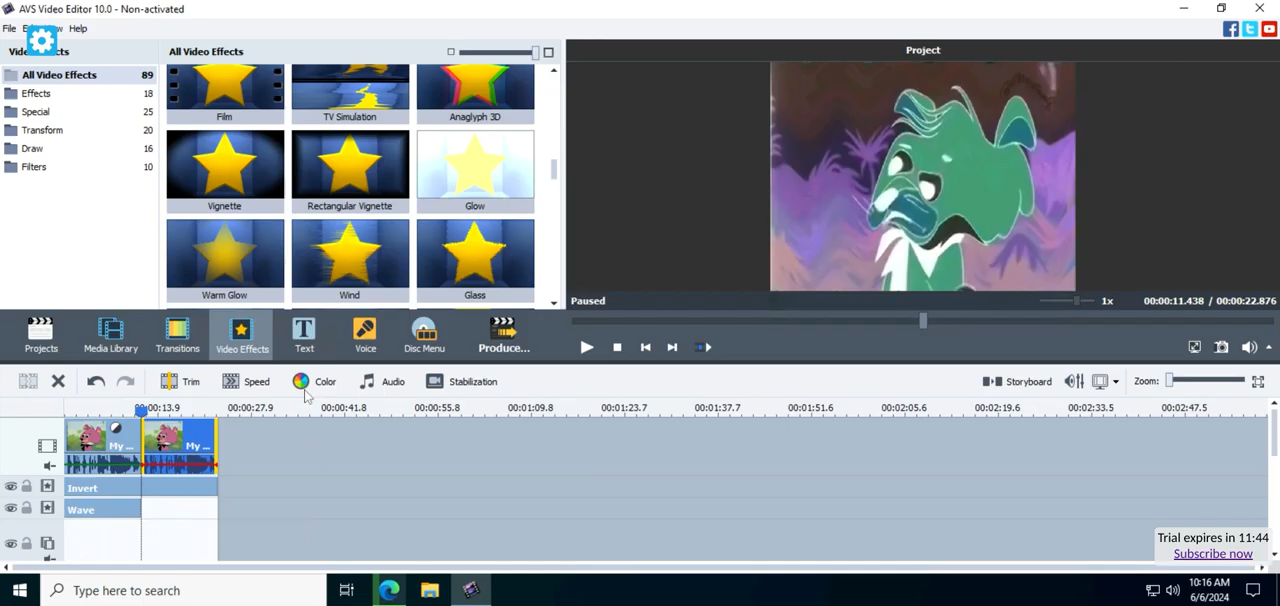 AVS Video Editor 10.0 - Non-activated
File
Help
All Video Effects
Project
All Video Effects 89
Effects 18
Special 25
Transform 20
Draw 16
Filters 10
Film
TV Simulation
Anaglyph 3D
Vignette
Rectangular Vignette
Glow
Warm Glow
Wind
Glass
Paused
1x
00:00:11.438 / 00:00:22.876
Projects
Media Library
Transitions
Video Effects
Text
Voice
Disc Menu
Produce...
Trim
Speed
Color
Audio
Stabilization
Storyboard
Zoom:
00:00:13.9
00:00:27.9
00:00:41.8
00:00:55.8
00:01:09.8
00:01:23.7
00:01:37.7
00:01:51.6
00:02:05.6
00:02:19.6
00:02:33.5
00:02:47.5
My ...
My ...
Invert
Wave
Trial expires in 11:44
Subscribe now
Type here to search
10:16 AM
6/6/2024